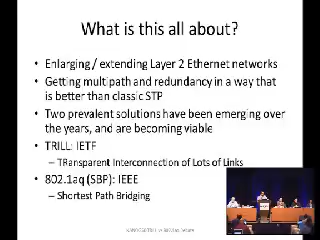 What is this all about?
• Enlarging / extending Layer 2 Ethernet networks
• Getting multipath and redundancy in a way that
is better than classic STP
• Two prevalent solutions have been emerging over
the years, and are becoming viable
• TRILL: IETF
– TRansparent Interconnection of Lots of Links
• 802.1aq (SBP): IEEE
– Shortest Path Bridging